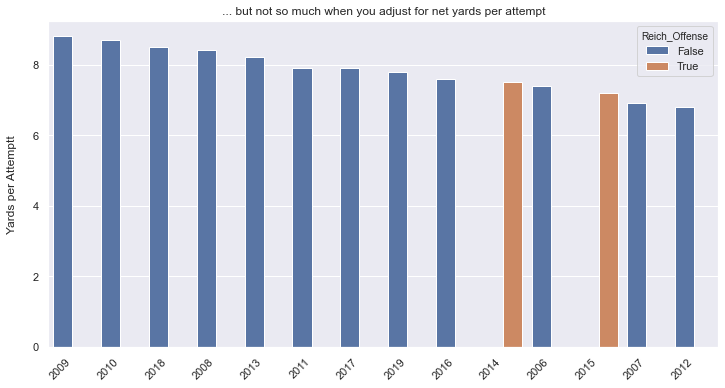 ... but not so much when you adjust for net yards per attempt
Reich_Offense
False
True
Yards per Attemptt
8
6
4
2
0
2009 2010 2018 2008 2013 2011 2017 2019 2016 2014 2006 2015 2007 2012